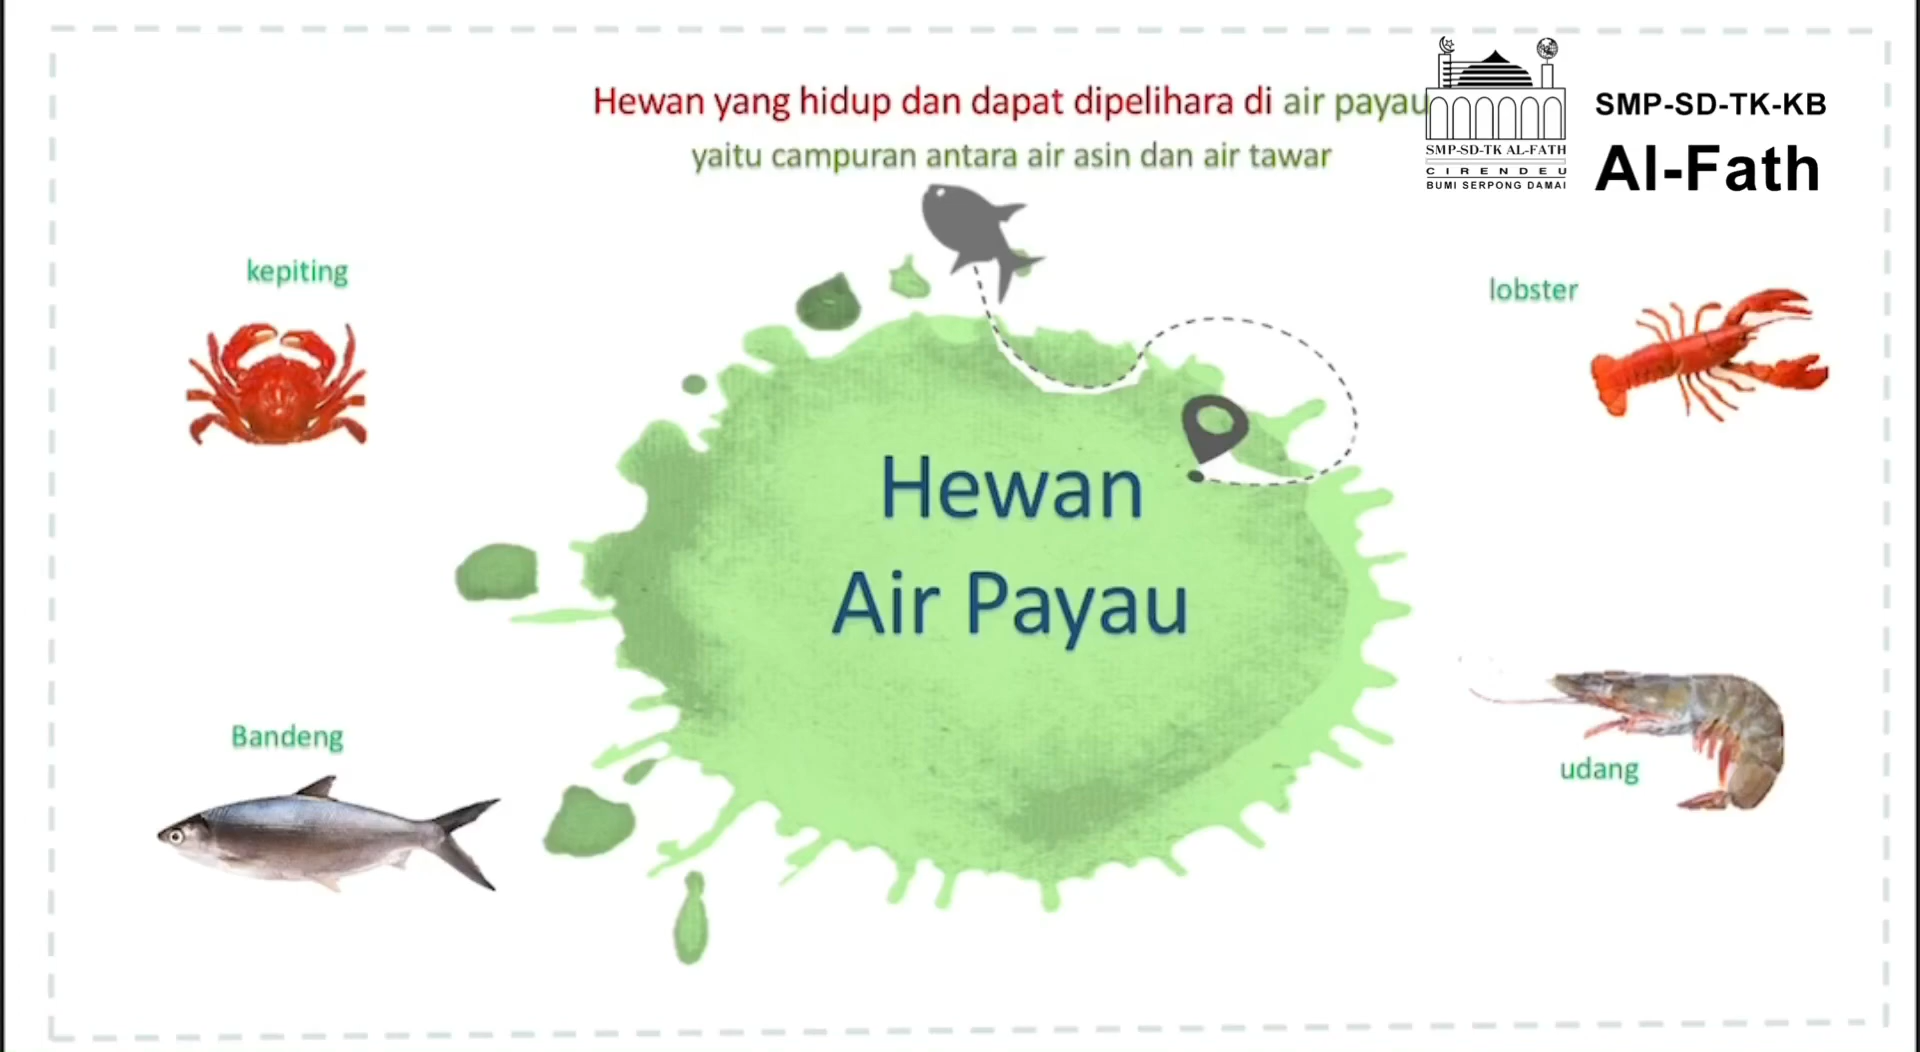 Hewan yang hidup dan dapat dipelihara di air payau
yaitu campuran antara air asin dan air tawar
SMP-SD-TK AL-FATH
CIRENDEU
BUMI SERPONG DAMAI
SMP-SD-TK-KB
Al-Fath
kepiting
lobster
Hewan
Air Payau
Bandeng
udang